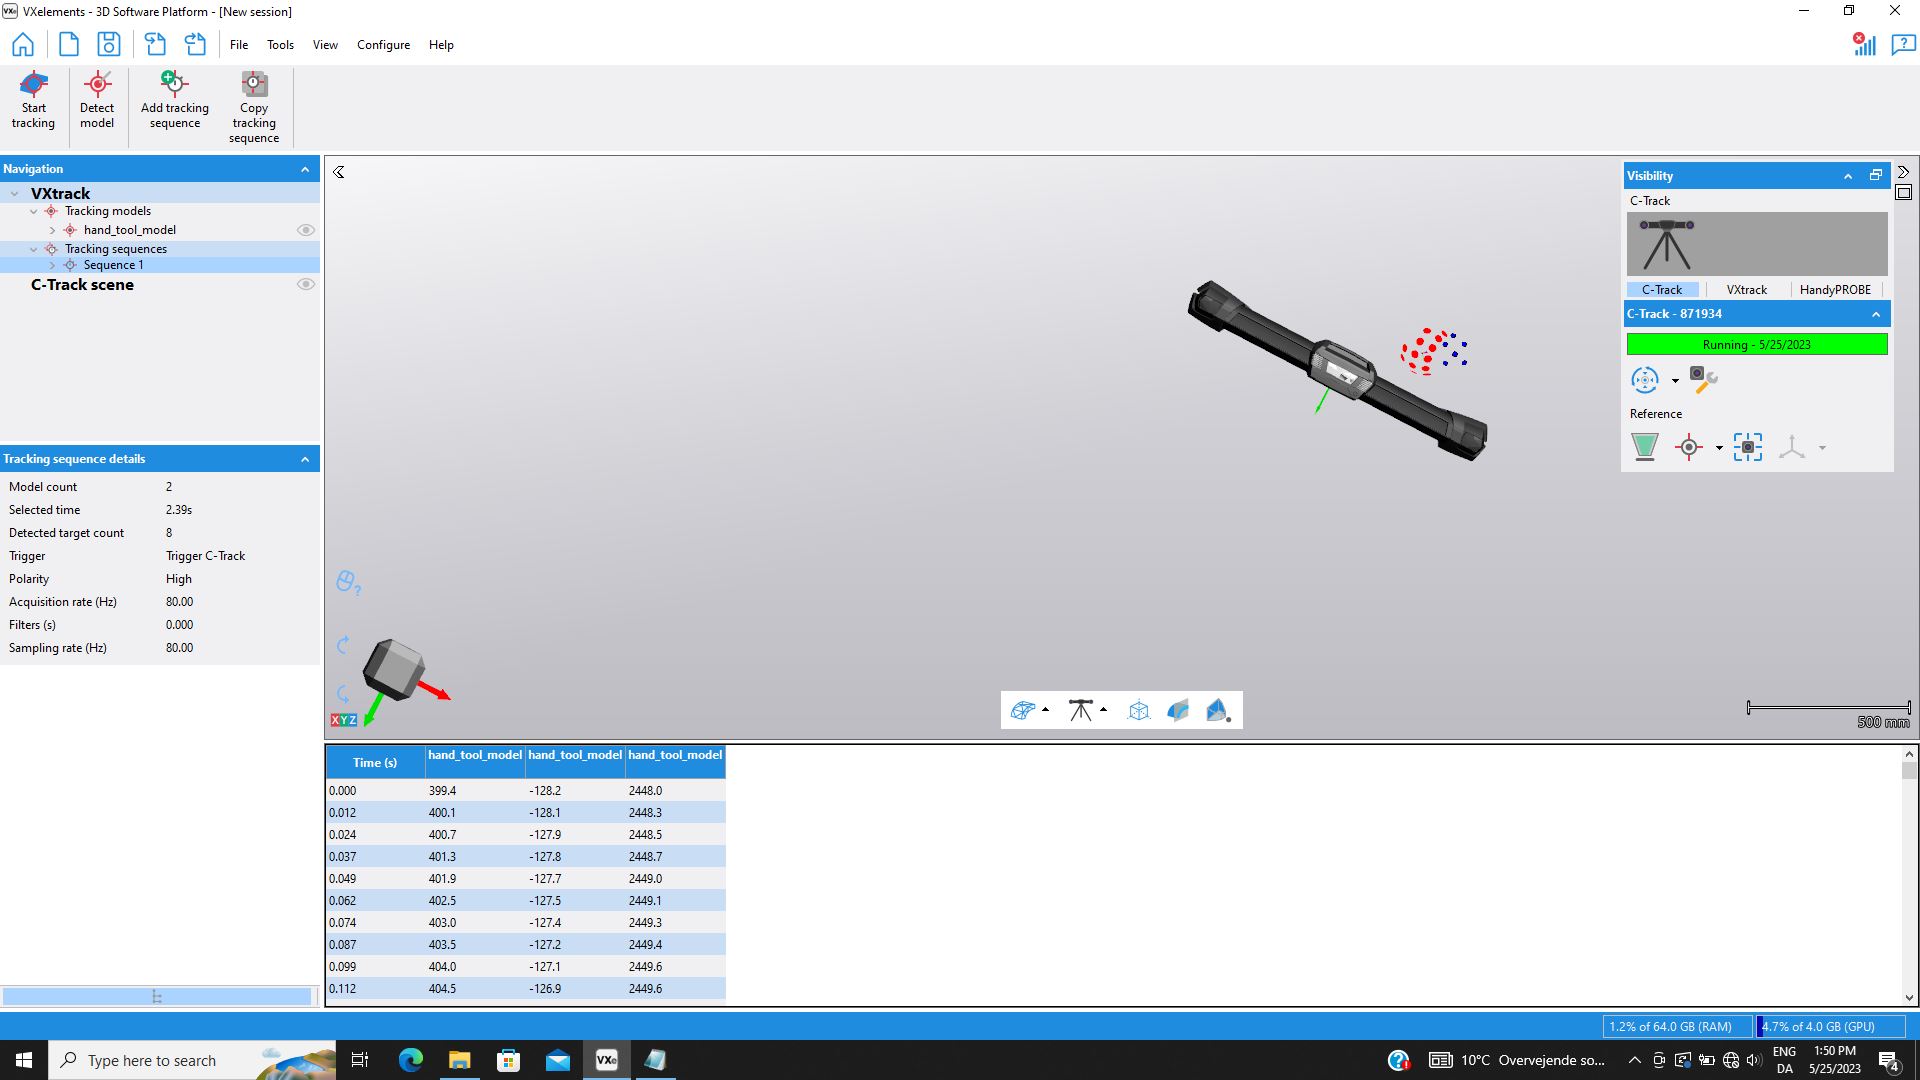 VXe VXelements - 3D Software Platform - [New session]
File Tools View Configure Help
Start tracking
Detect model
Add tracking sequence
Copy tracking sequence
Navigation
VXtrack
Tracking models
hand_tool_model
Tracking sequences
Sequence 1
C-Track scene
Tracking sequence details
Model count 2
Selected time 2.39s
Detected target count 8
Trigger Trigger C-Track
Polarity High
Acquisition rate (Hz) 80.00
Filters (s) 0.000
Sampling rate (Hz) 80.00
XYZ
500 mm
Visibility
C-Track
C-Track VXtrack HandyPROBE
C-Track - 871934
Running - 5/25/2023
Reference
Time (s) hand_tool_model hand_tool_model hand_tool_model
0.000 399.4 -128.2 2448.0
0.012 400.1 -128.1 2448.3
0.024 400.7 -127.9 2448.5
0.037 401.3 -127.8 2448.7
0.049 401.9 -127.7 2449.0
0.062 402.5 -127.5 2449.1
0.074 403.0 -127.4 2449.3
0.087 403.5 -127.2 2449.4
0.099 404.0 -127.1 2449.6
0.112 404.5 -126.9 2449.6
1.2% of 64.0 GB (RAM) 4.7% of 4.0 GB (GPU)
Type here to search
VXe
10°C Overvejende so...
ENG
DA
1:50 PM
5/25/2023
4